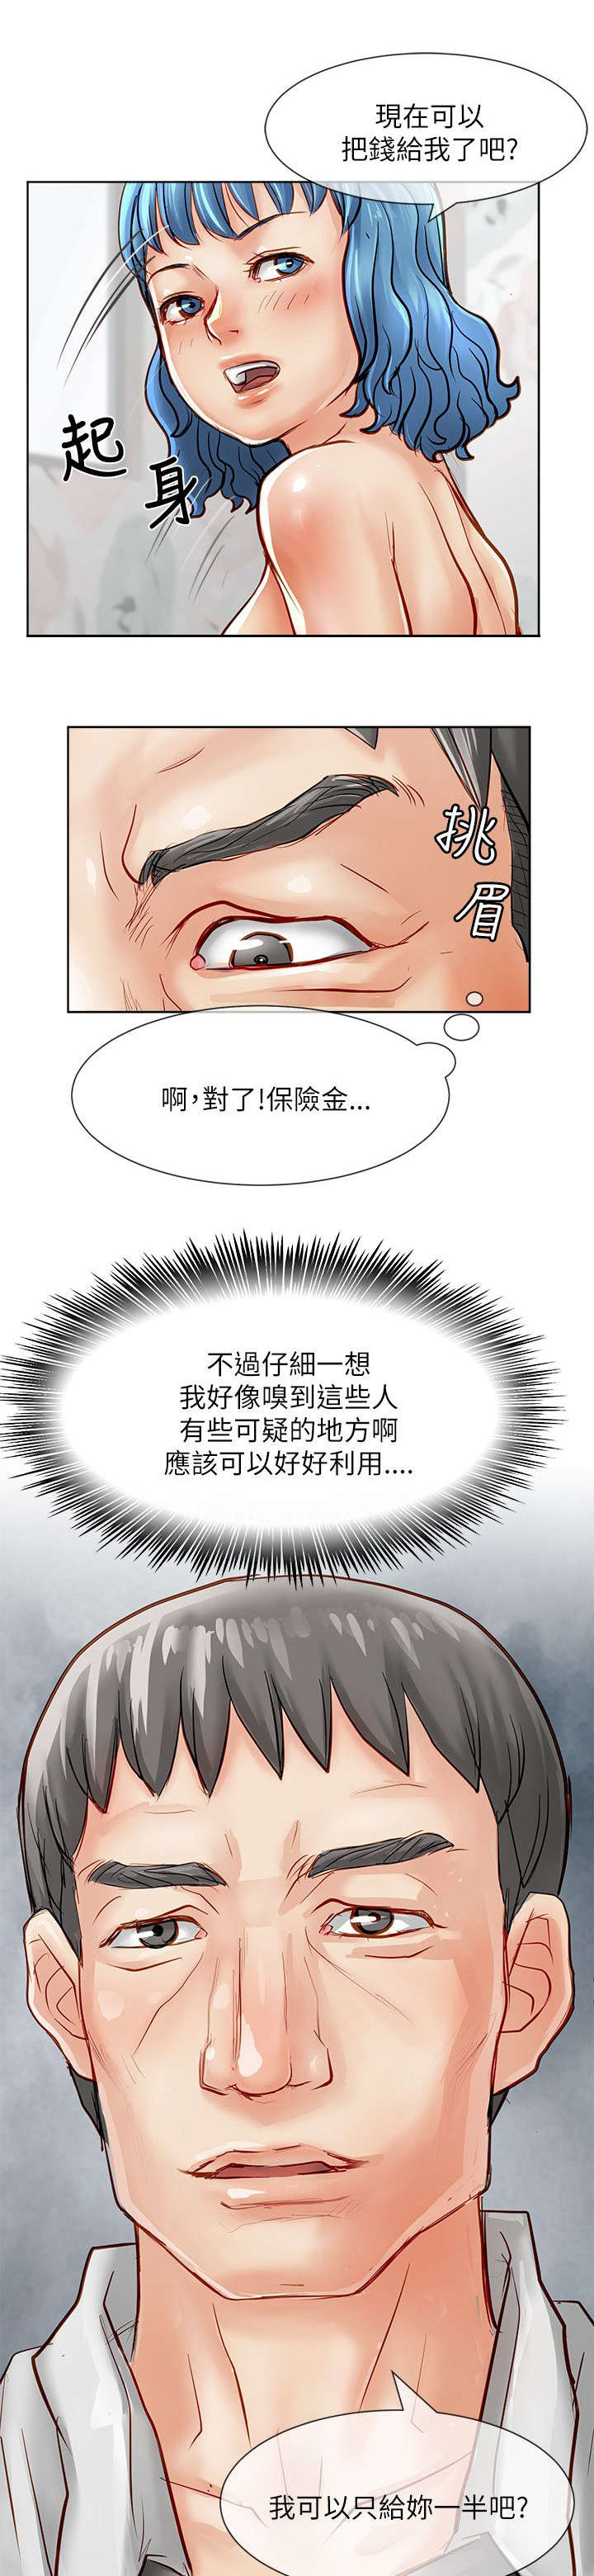 現在可以
把錢給我了吧?
起身
挑眉
啊,對了!保險金...
不過仔細一想
我好像嗅到這些人
有些可疑的地方啊
應該可以好好利用....
我可以只給妳一半吧?